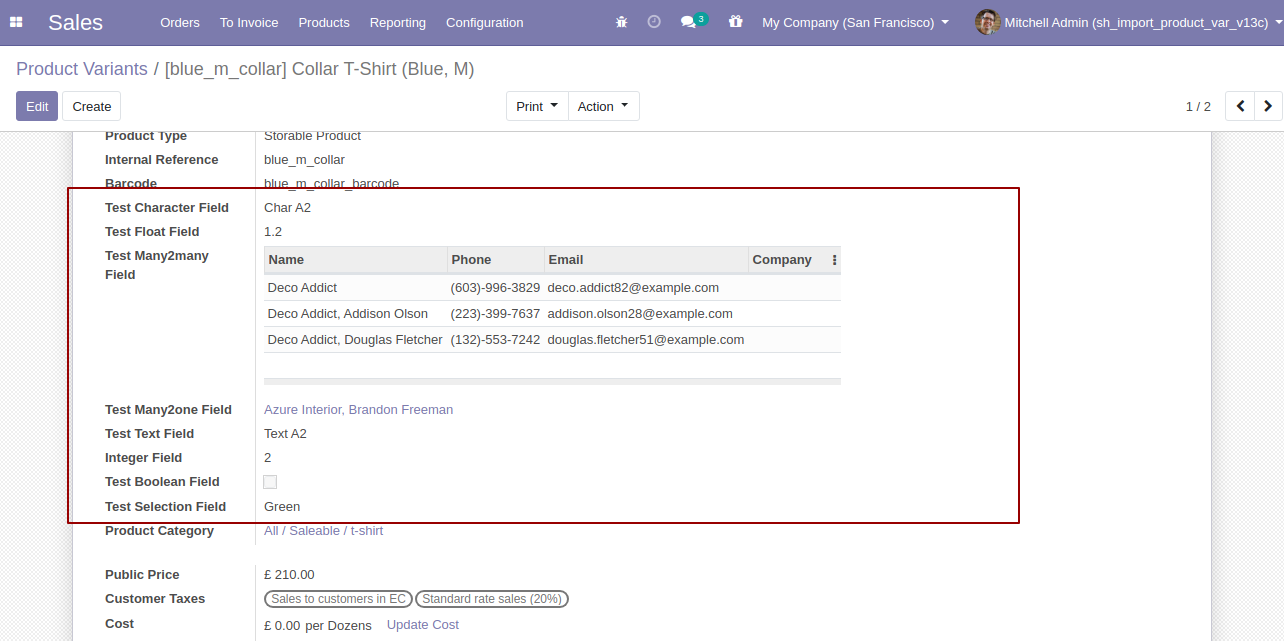 Sales Orders To Invoice Products Reporting Configuration 3 My Company (San Francisco) Mitchell Admin (sh_import_product_var_v13c)
Product Variants / [blue_m_collar] Collar T-Shirt (Blue, M)
Edit Create Print Action 1 / 2
Product Type Storable Product
Internal Reference blue_m_collar
Barcode blue_m_collar_barcode
Test Character Field Char A2
Test Float Field 1.2
Test Many2many Field
Name Phone Email Company
Deco Addict (603)-996-3829 deco.addict82@example.com
Deco Addict, Addison Olson (223)-399-7637 addison.olson28@example.com
Deco Addict, Douglas Fletcher (132)-553-7242 douglas.fletcher51@example.com
Test Many2one Field Azure Interior, Brandon Freeman
Test Text Field Text A2
Integer Field 2
Test Boolean Field
Test Selection Field Green
Product Category All / Saleable / t-shirt
Public Price £ 210.00
Customer Taxes Sales to customers in EC Standard rate sales (20%)
Cost £ 0.00 per Dozens Update Cost